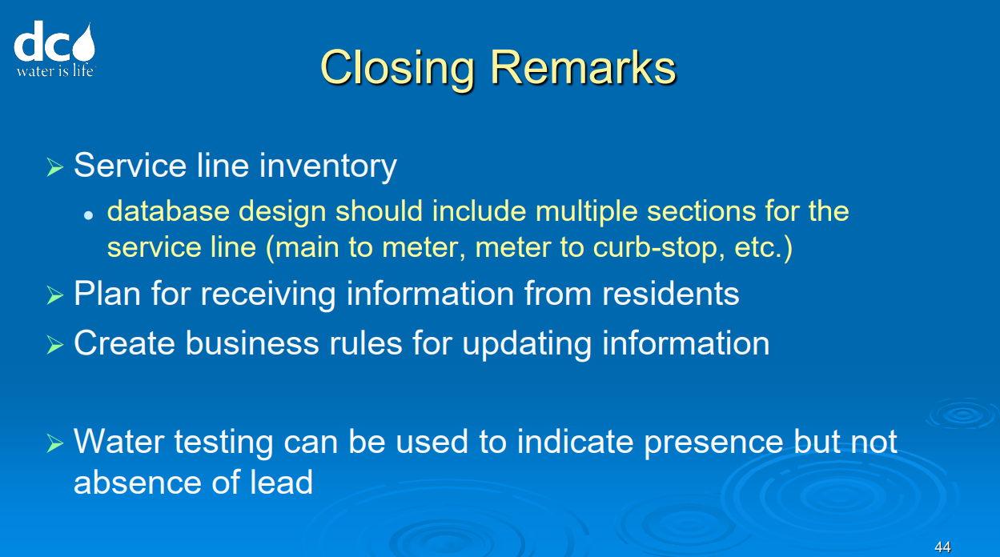 dc
water is life
Closing Remarks
Service line inventory
database design should include multiple sections for the
service line (main to meter, meter to curb-stop, etc.)
Plan for receiving information from residents
Create business rules for updating information
Water testing can be used to indicate presence but not
absence of lead
44